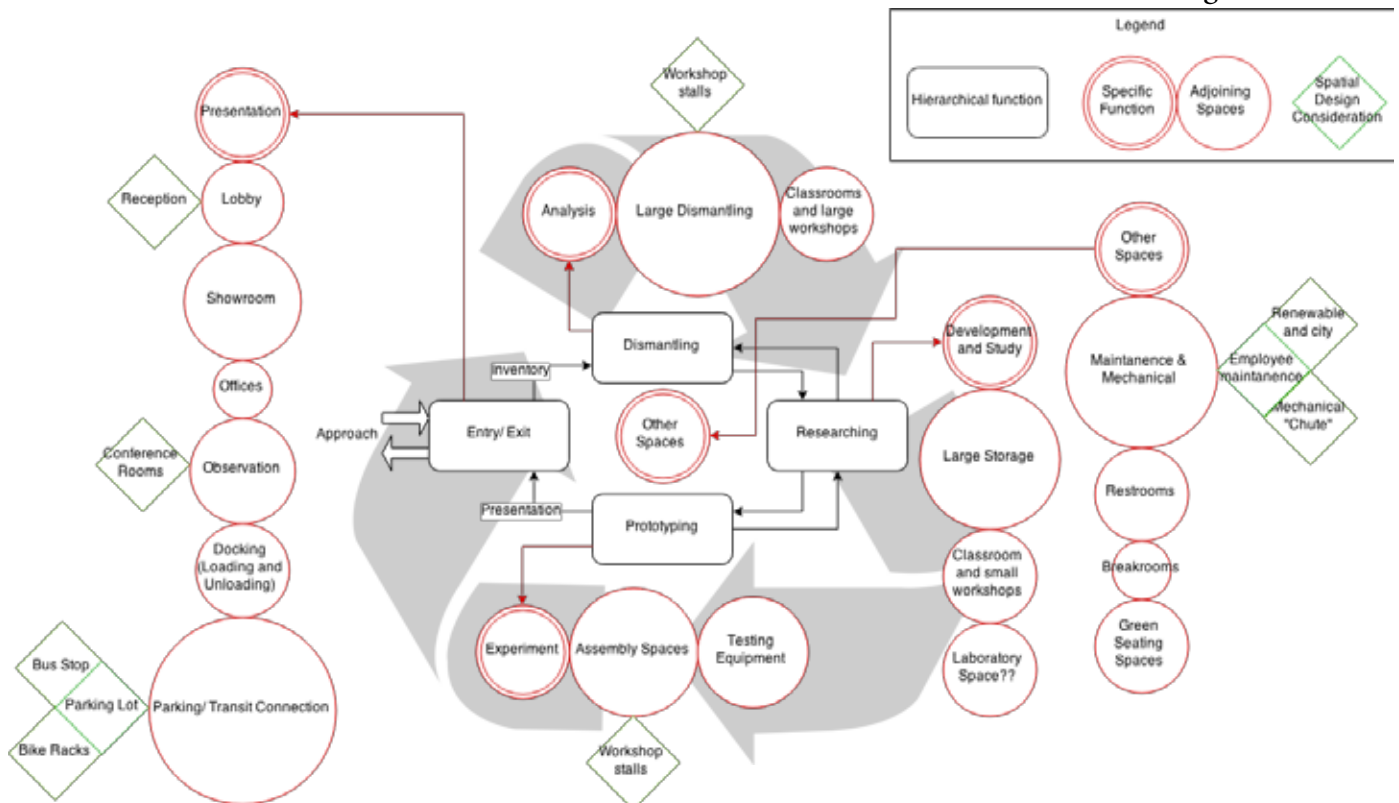 Legend
Hierarchical function
Specific
Function
Adjoining
Spaces
Spatial
Design
Consideration
Presentation
Reception
Lobby
Showroom
Offices
Conference
Rooms
Observation
Docking
(Loading and
Unloading)
Bus Stop
Parking Lot
Bike Racks
Parking/ Transit Connection
Workshop
stalls
Analysis
Large Dismantling
Classrooms
and large
workshops
Dismantling
Inventory
Approach
Entry/ Exit
Other
Spaces
Researching
Presentation
Prototyping
Experiment
Assembly Spaces
Testing
Equipment
Workshop
stalls
Development
and Study
Large Storage
Classroom
and small
workshops
Laboratory
Space??
Other
Spaces
Maintanence &
Mechanical
Renewable
and city
Employee
maintanence
Mechanical
"Chute"
Restrooms
Breakrooms
Green
Seating
Spaces